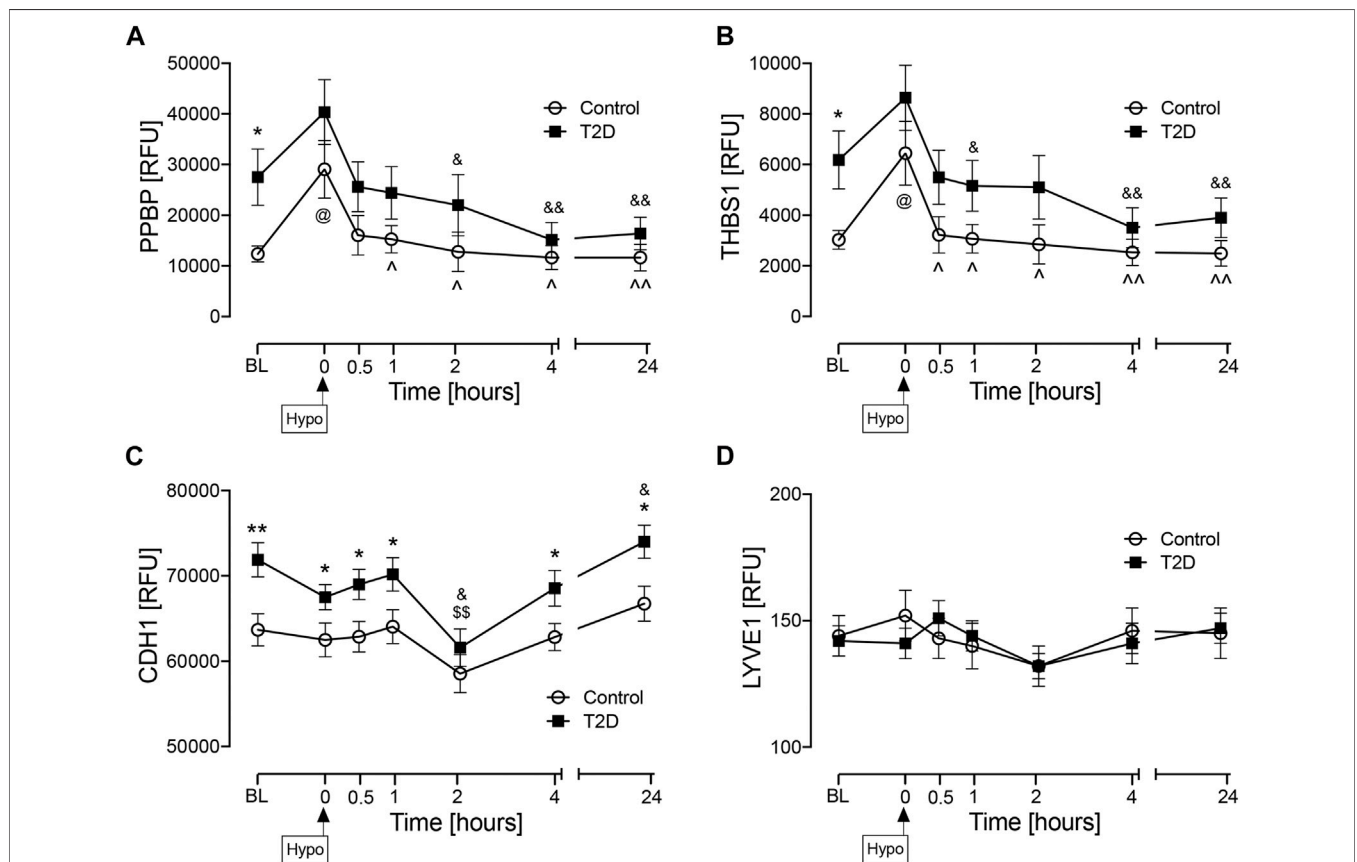 A
PPBP [RFU]
50000
40000
30000
20000
10000
0
Control
T2D
*
@
&
&&
&&
^
^
^
^^
BL
0
0.5
1
2
4
24
Time [hours]
Hypo
B
THBS1 [RFU]
10000
8000
6000
4000
2000
0
Control
T2D
*
@
&
&&
&&
^
^
^
^^
^^
BL
0
0.5
1
2
4
24
Time [hours]
Hypo
C
CDH1 [RFU]
80000
70000
60000
50000
**
*
*
*
&
$$
*
&
*
Control
T2D
BL
0
0.5
1
2
4
24
Time [hours]
Hypo
D
LYVE1 [RFU]
200
150
100
Control
T2D
BL
0
0.5
1
2
4
24
Time [hours]
Hypo